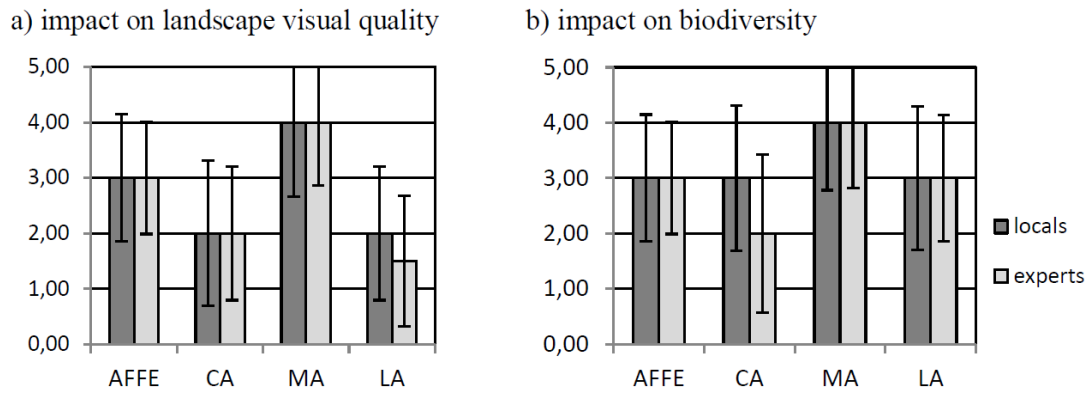 a) impact on landscape visual quality
5,00
4,00
3,00
2,00
1,00
0,00
AFFE CA MA LA
b) impact on biodiversity
5,00
4,00
3,00
2,00
1,00
0,00
AFFE CA MA LA
locals
experts